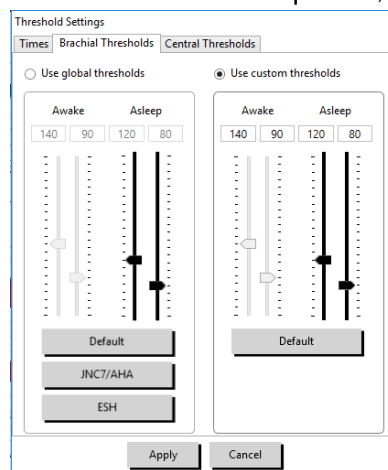 Threshold Settings
Times Brachial Thresholds Central Thresholds
Use global thresholds
Awake Asleep
140 90 120 80
Default
JNC7/AHA
ESH
Use custom thresholds
Awake Asleep
140 90 120 80
Default
Apply Cancel